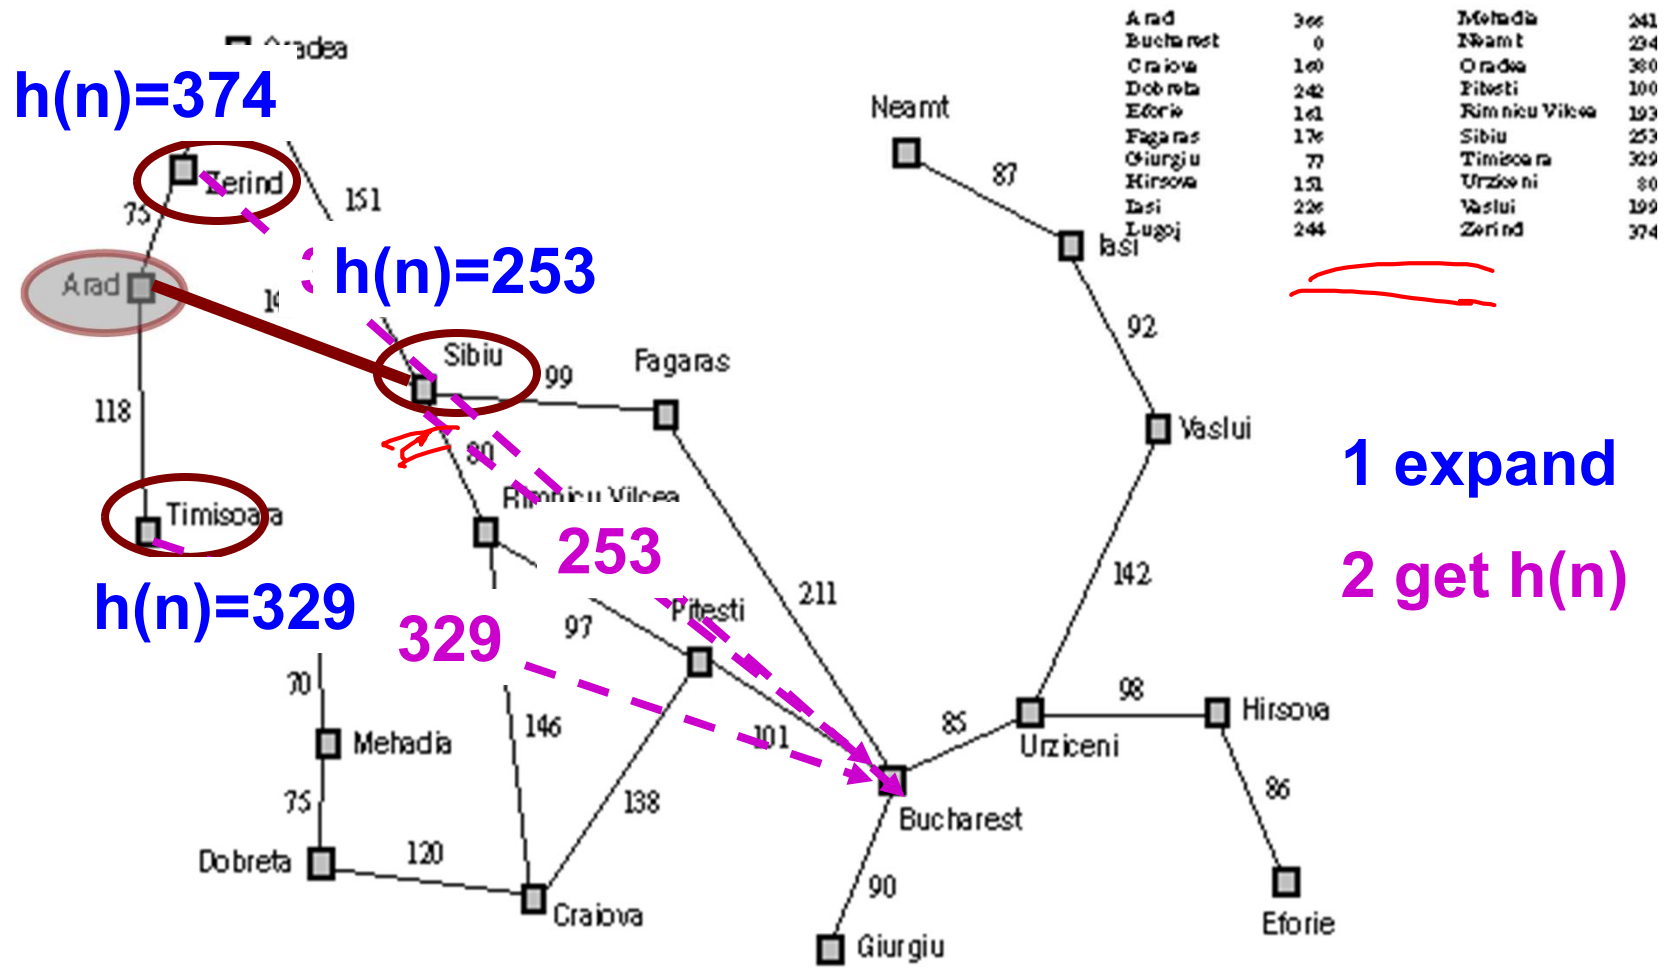 Arad 366 Mehadia 241
Bucharest 0 Neamt 234
Craiova 160 Oradea 380
Dobreta 242 Pitesti 100
Eforie 161 Rimnicu Vilcea 193
Fagaras 176 Sibiu 253
Giurgiu 77 Timisoara 329
Hirsova 151 Urziceni 80
Iasi 226 Vaslui 199
Lugoj 244 Zerind 374
h(n)=374
Neamt
87
Zerind
151
75
Iasi
h(n)=253
Arad
92
Sibiu
Fagaras
99
118
Vaslui
80
1 expand
Rimnicu Vilcea
Timisoara
253
142
2 get h(n)
211
h(n)=329
Pitesti
97
329
70
98
Hirsova
146
85
101
Urziceni
Mehadia
75
138
86
Bucharest
Dobreta
120
90
Craiova
Eforie
Giurgiu